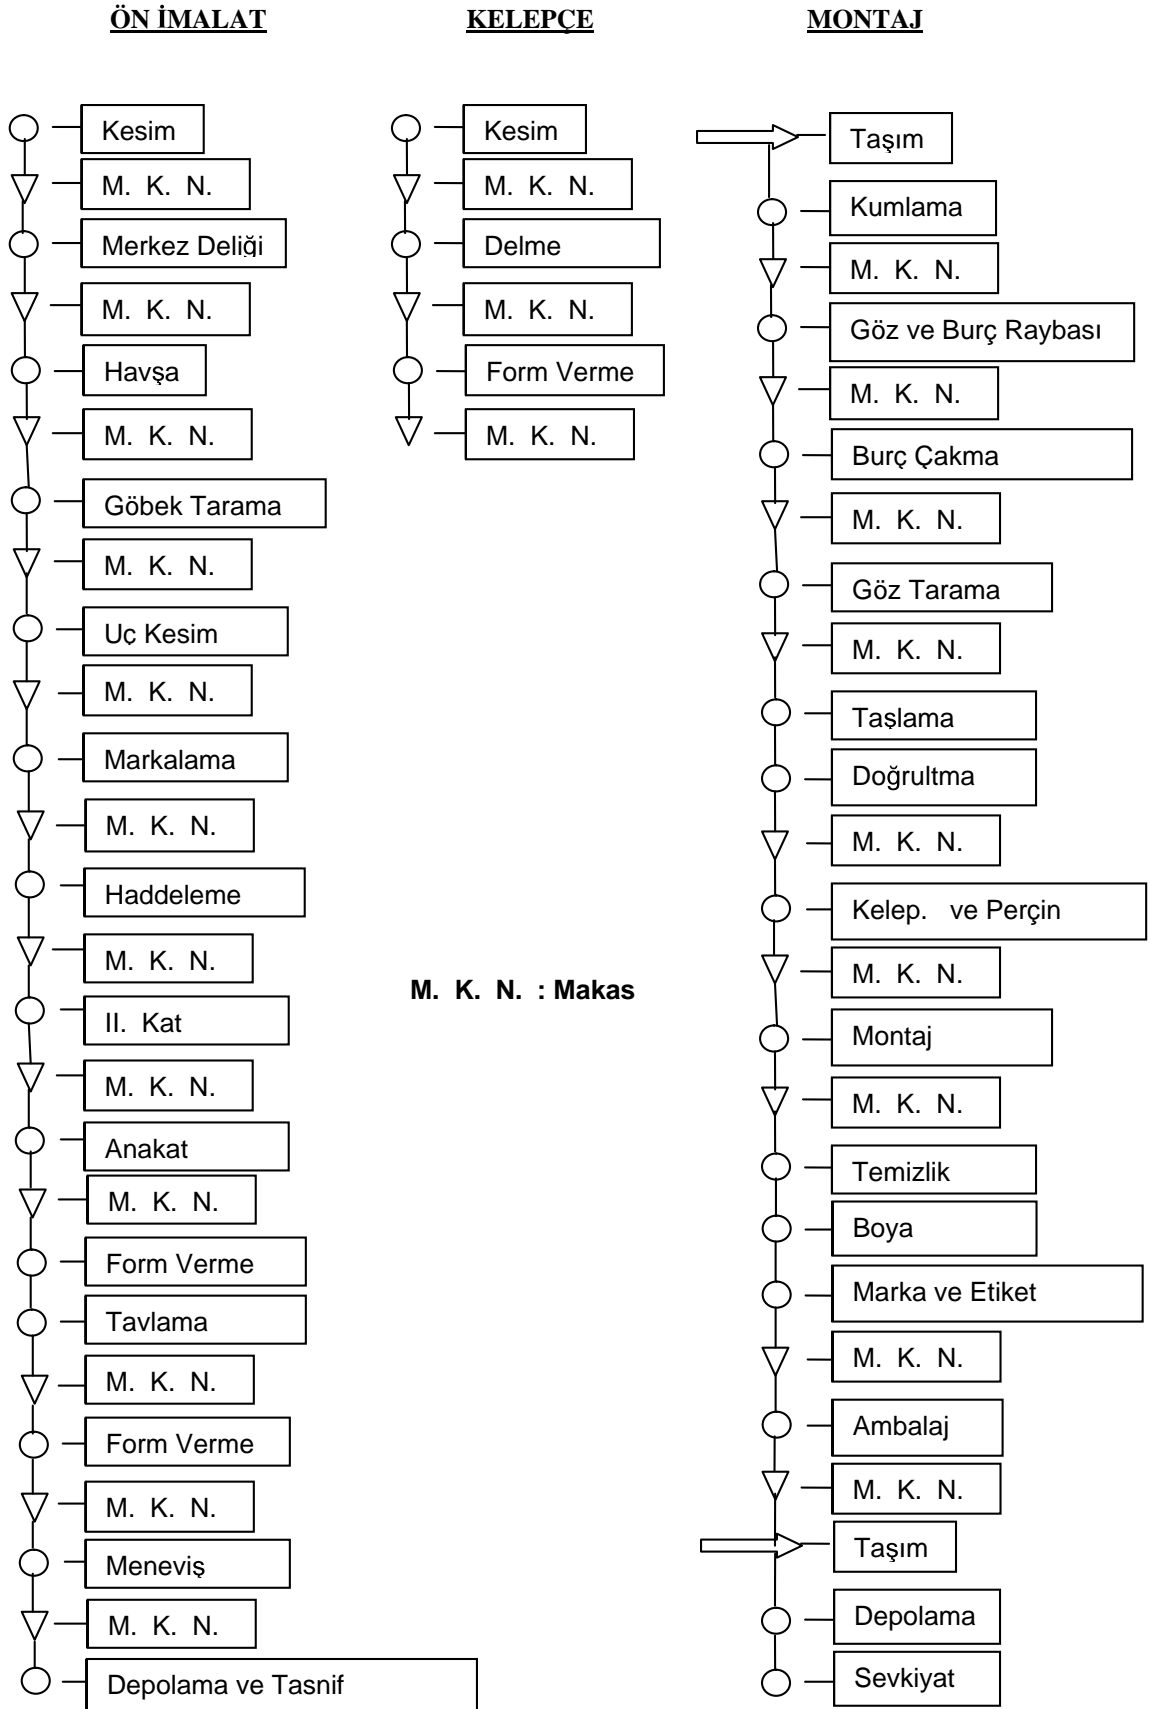 ÖN İMALAT
Kesim
M. K. N.
Merkez Deliği
M. K. N.
Havşa
M. K. N.
Göbek Tarama
M. K. N.
Uç Kesim
M. K. N.
Markalama
M. K. N.
Haddeleme
M. K. N.
II. Kat
M. K. N.
Anakat
M. K. N.
Form Verme
Tavlama
M. K. N.
Form Verme
M. K. N.
Meneviş
M. K. N.
Depolama ve Tasnif
KELEPÇE
Kesim
M. K. N.
Delme
M. K. N.
Form Verme
M. K. N.
M. K. N. : Makas
MONTAJ
Taşım
Kumlama
M. K. N.
Göz ve Burç Raybası
M. K. N.
Burç Çakma
M. K. N.
Göz Tarama
M. K. N.
Taşlama
Doğrultma
M. K. N.
Kelep. ve Perçin
M. K. N.
Montaj
M. K. N.
Temizlik
Boya
Marka ve Etiket
M. K. N.
Ambalaj
M. K. N.
Taşım
Depolama
Sevkiyat